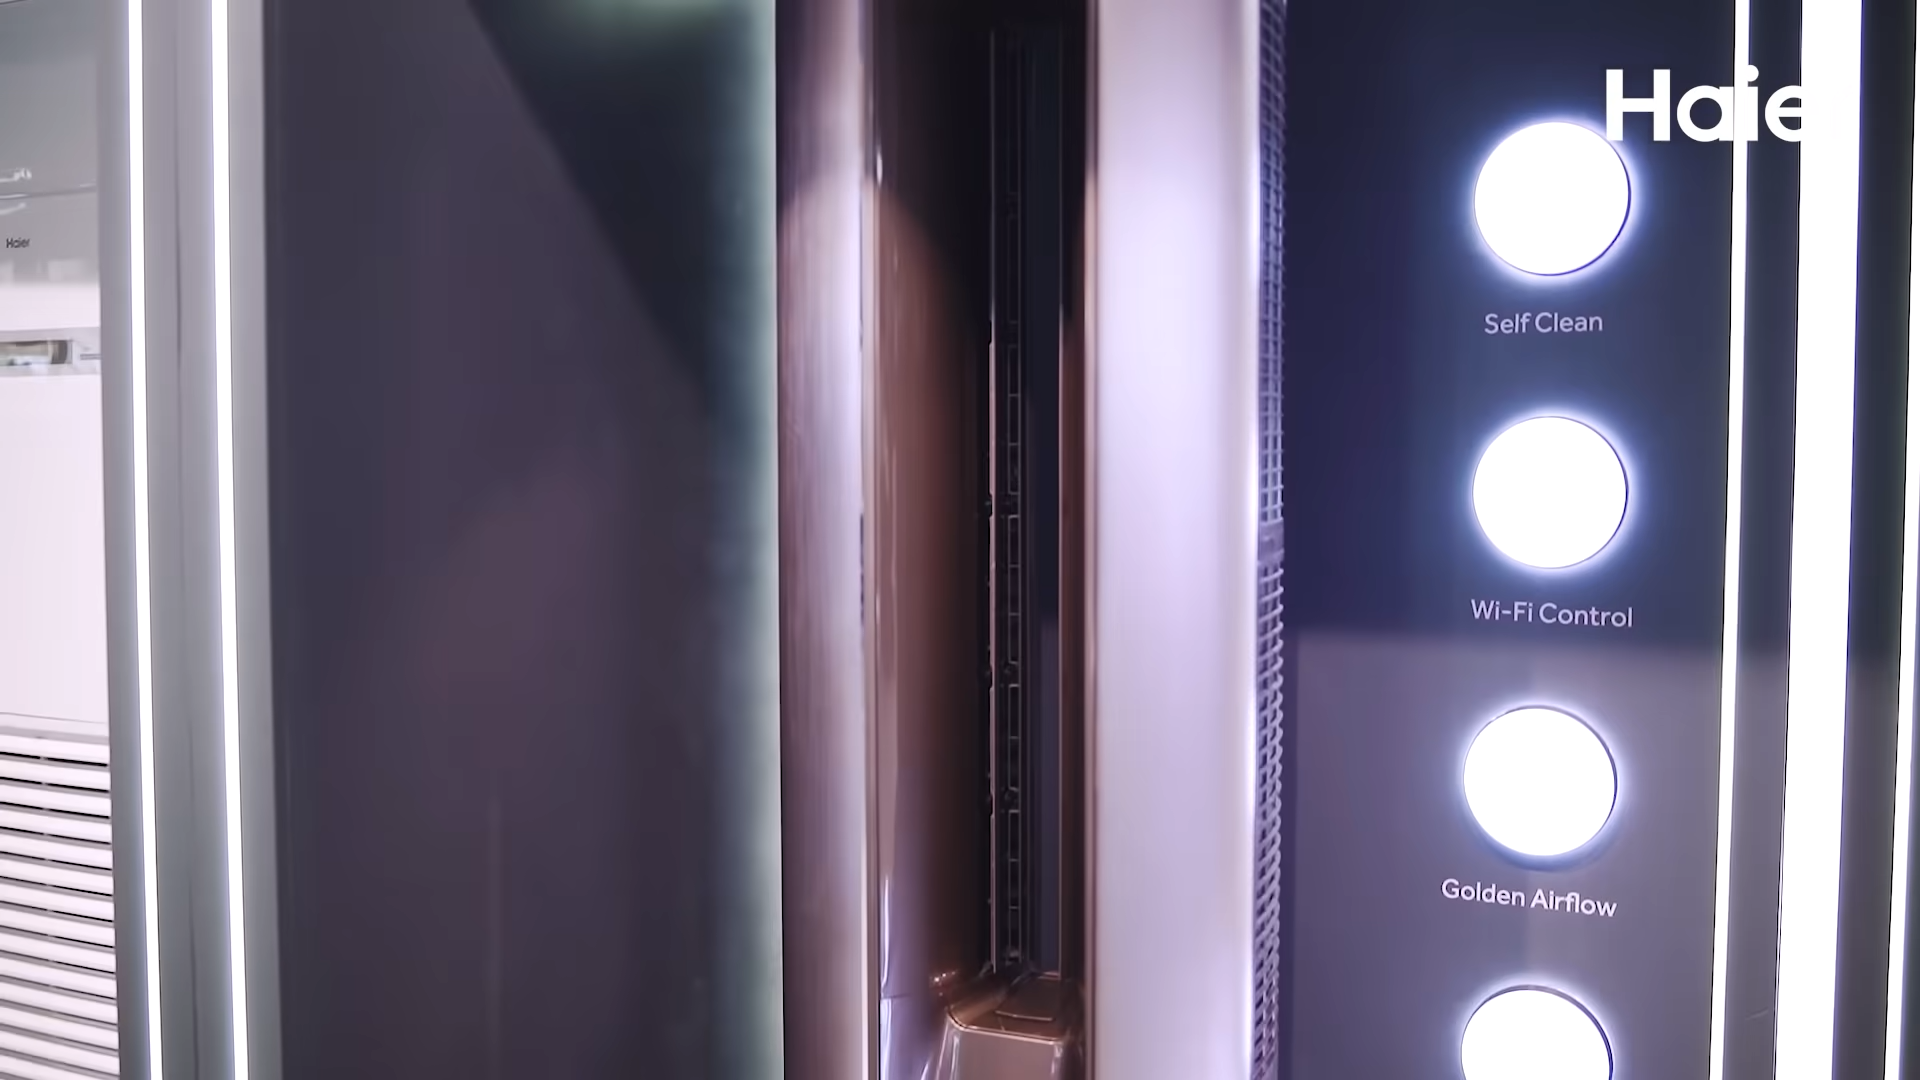 Haier
Haier
Self Clean
Wi-Fi Control
Golden Airflow